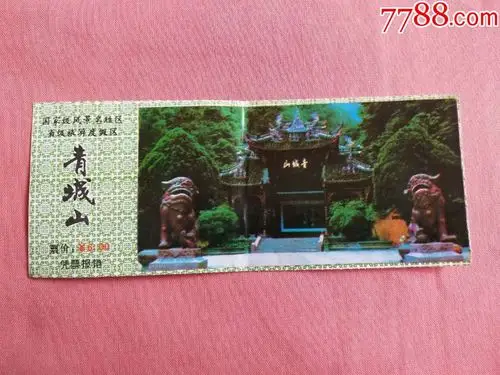 7788.com
国家级风景名胜区
省级旅游度假区
青城山
票价:
凭票报销
青城山